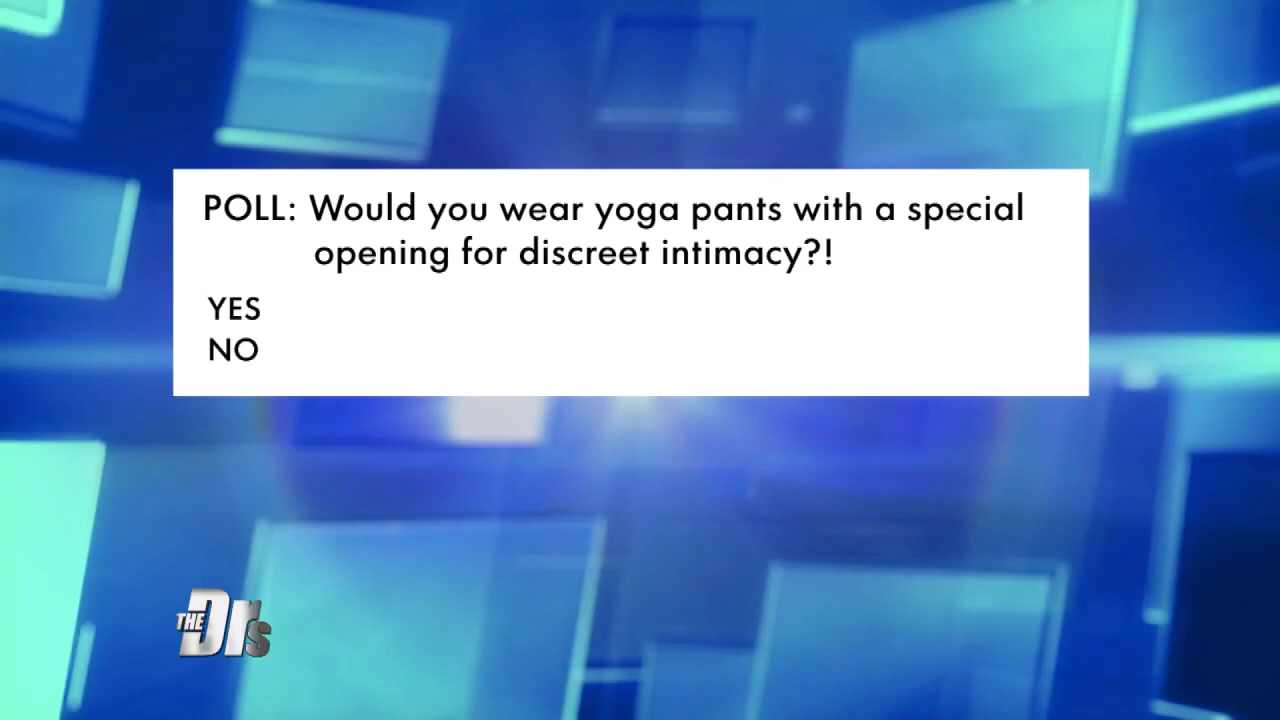 POLL: Would you wear yoga pants with a special
opening for discreet intimacy?!
YES
NO
THE Drs